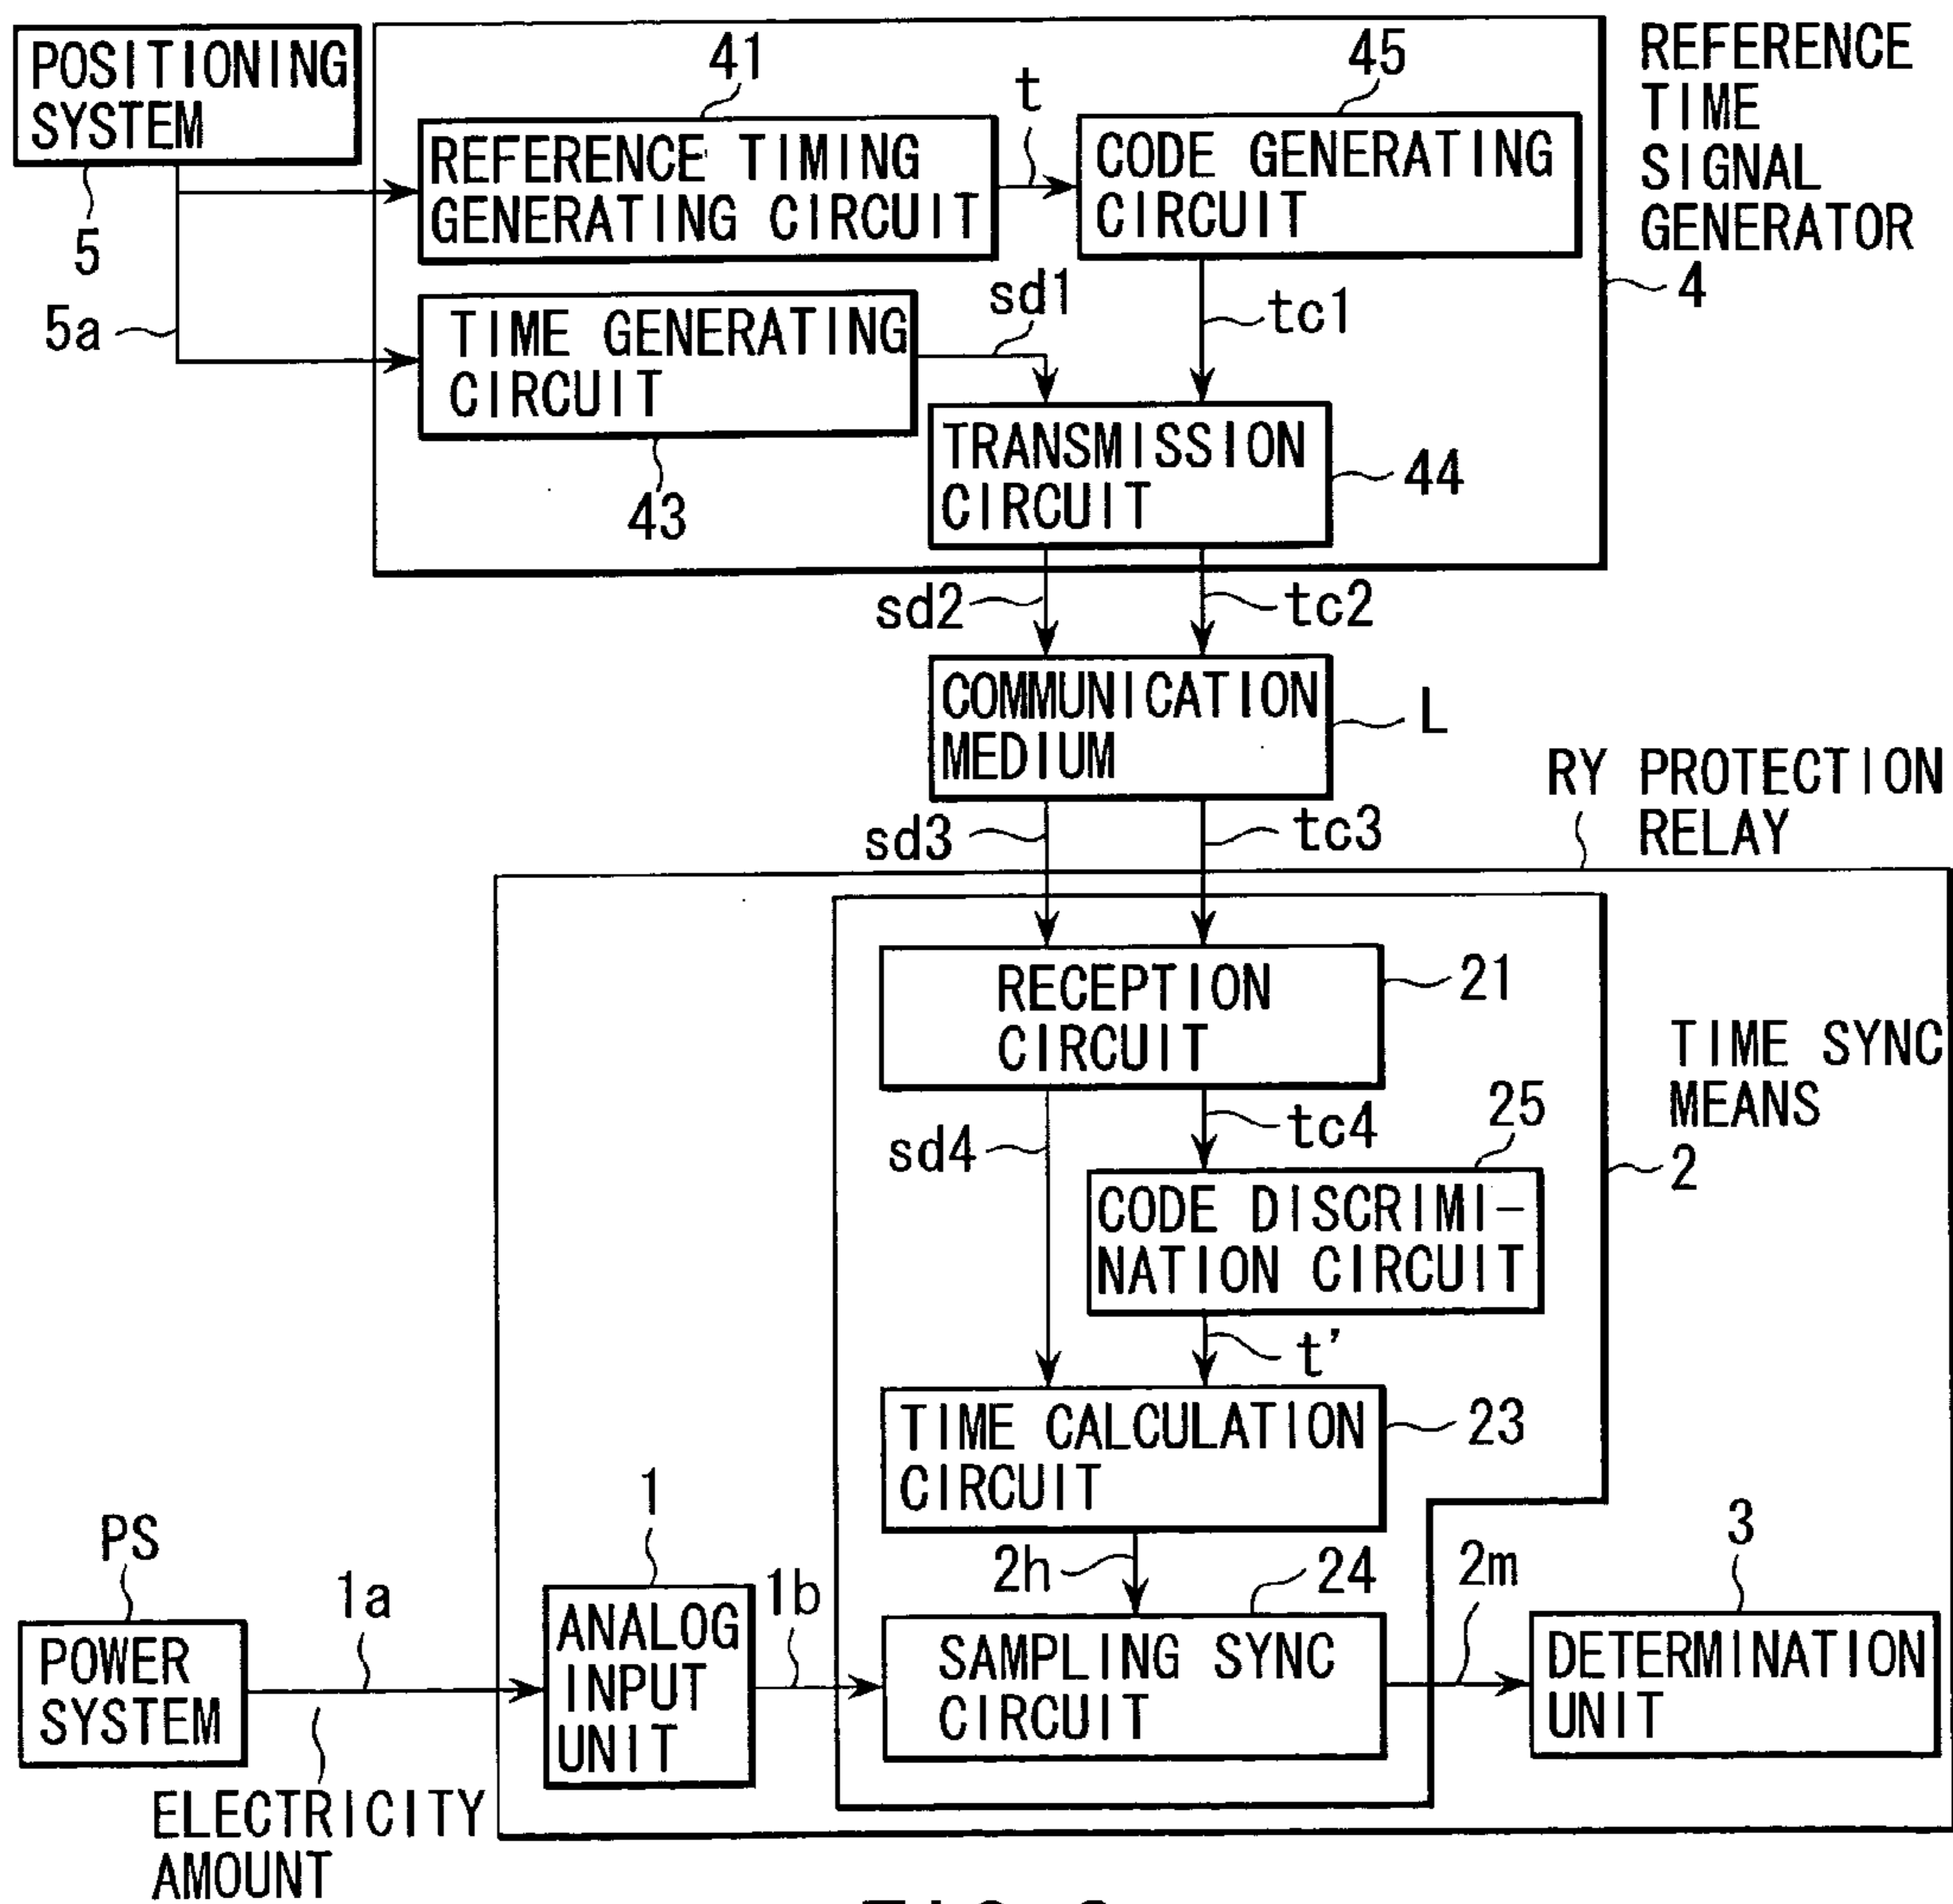 POSITIONING
SYSTEM
5
5a
41
REFERENCE TIMING
GENERATING CIRCUIT
t
45
CODE GENERATING
CIRCUIT
REFERENCE
TIME
SIGNAL
GENERATOR
4
TIME GENERATING
CIRCUIT
43
sd1
tc1
TRANSMISSION
CIRCUIT
44
sd2
tc2
COMMUNICATION
MEDIUM
L
RY PROTECTION
RELAY
sd3
tc3
RECEPTION
CIRCUIT
21
TIME SYNC
MEANS
2
sd4
tc4
25
CODE DISCRIMI-
NATION CIRCUIT
t'
TIME CALCULATION
CIRCUIT
23
PS
POWER
SYSTEM
1a
ELECTRICITY
AMOUNT
1
ANALOG
INPUT
UNIT
1b
2h
24
SAMPLING SYNC
CIRCUIT
2m
3
DETERMINATION
UNIT